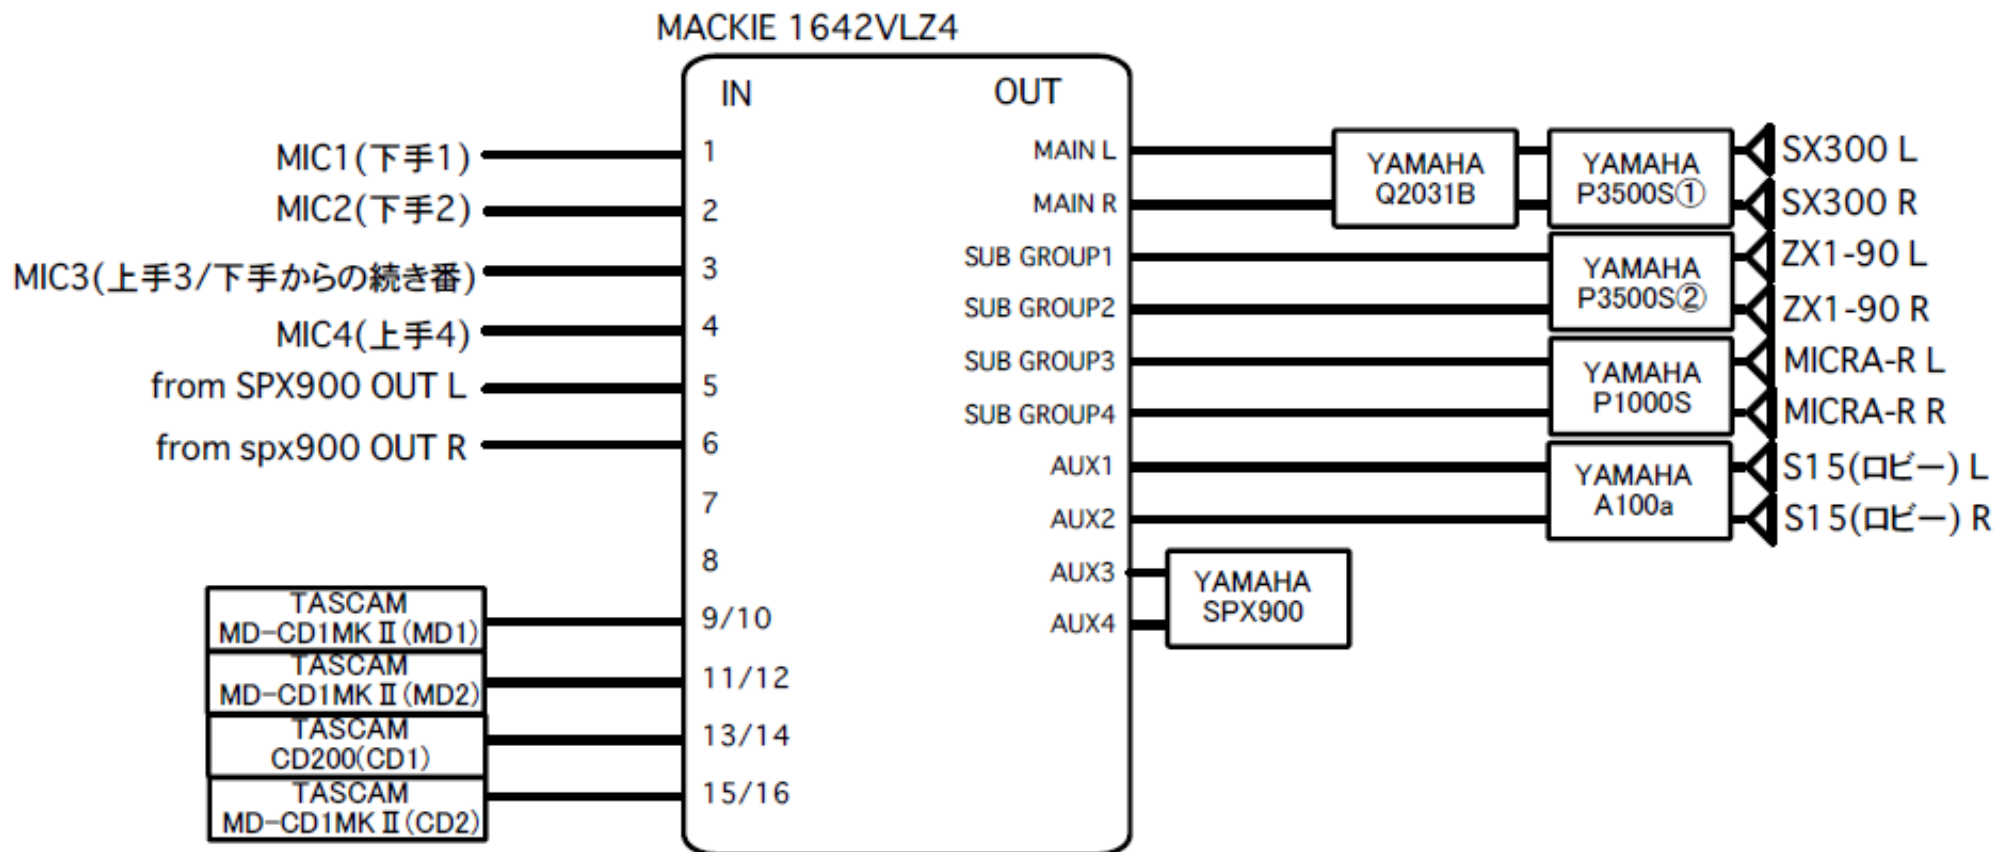 MACKIE 1642VLZ4
IN
OUT
MIC1(下手1)
MIC2(下手2)
MIC3(上手3/下手からの続き番)
MIC4(上手4)
from SPX900 OUT L
from spx900 OUT R
TASCAM
MD-CD1MKⅡ(MD1)
TASCAM
MD-CD1MKⅡ(MD2)
TASCAM
CD200(CD1)
TASCAM
MD-CD1MKⅡ(CD2)
1
2
3
4
5
6
7
8
9/10
11/12
13/14
15/16
MAIN L
MAIN R
SUB GROUP1
SUB GROUP2
SUB GROUP3
SUB GROUP4
AUX1
AUX2
AUX3
AUX4
YAMAHA
Q2031B
YAMAHA
P3500S①
YAMAHA
P3500S②
YAMAHA
P1000S
YAMAHA
A100a
YAMAHA
SPX900
SX300 L
SX300 R
ZX1-90 L
ZX1-90 R
MICRA-R L
MICRA-R R
S15(ロビー) L
S15(ロビー) R